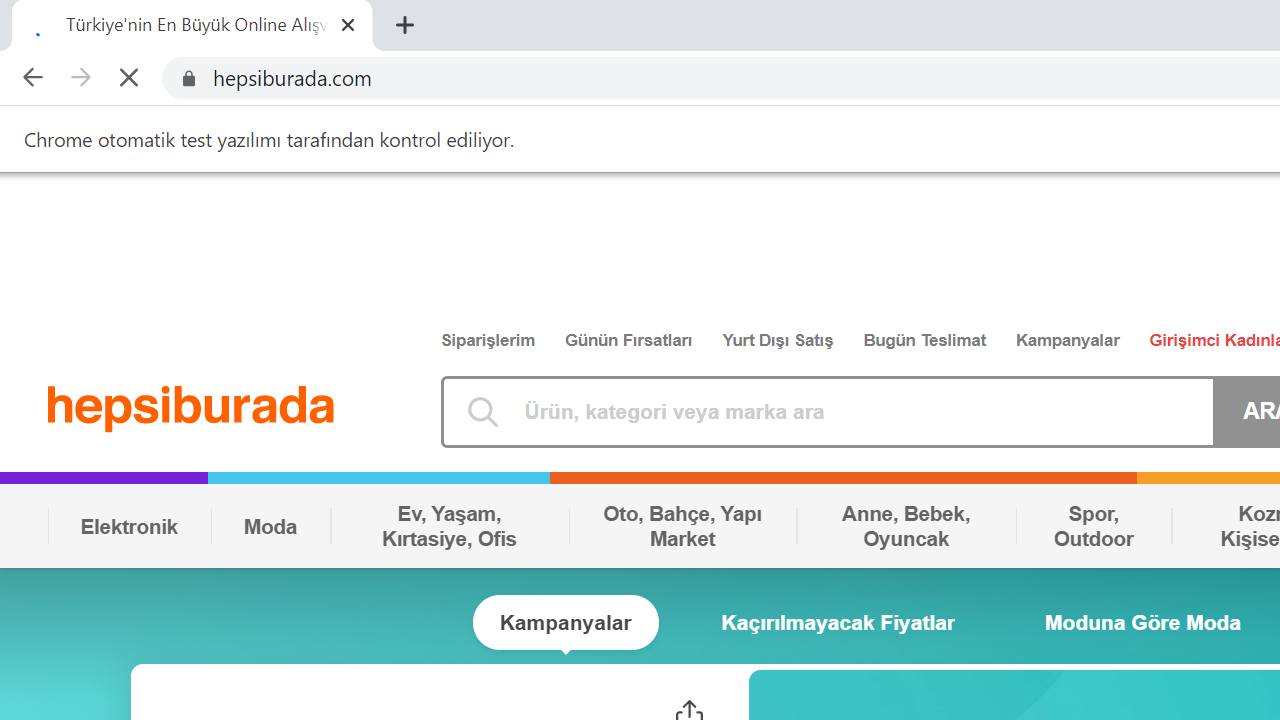 Türkiye'nin En Büyük Online Alışv
hepsiburada.com
Chrome otomatik test yazılımı tarafından kontrol ediliyor.
Siparişlerim Günün Fırsatları Yurt Dışı Satış Bugün Teslimat Kampanyalar Girişimci Kadınla
hepsiburada
Ürün, kategori veya marka ara
ARA
Elektronik
Moda
Ev, Yaşam,
Kırtasiye, Ofis
Oto, Bahçe, Yapı
Market
Anne, Bebek,
Oyuncak
Spor,
Outdoor
Kozm
Kişise
Kampanyalar Kaçırılmayacak Fiyatlar Moduna Göre Moda